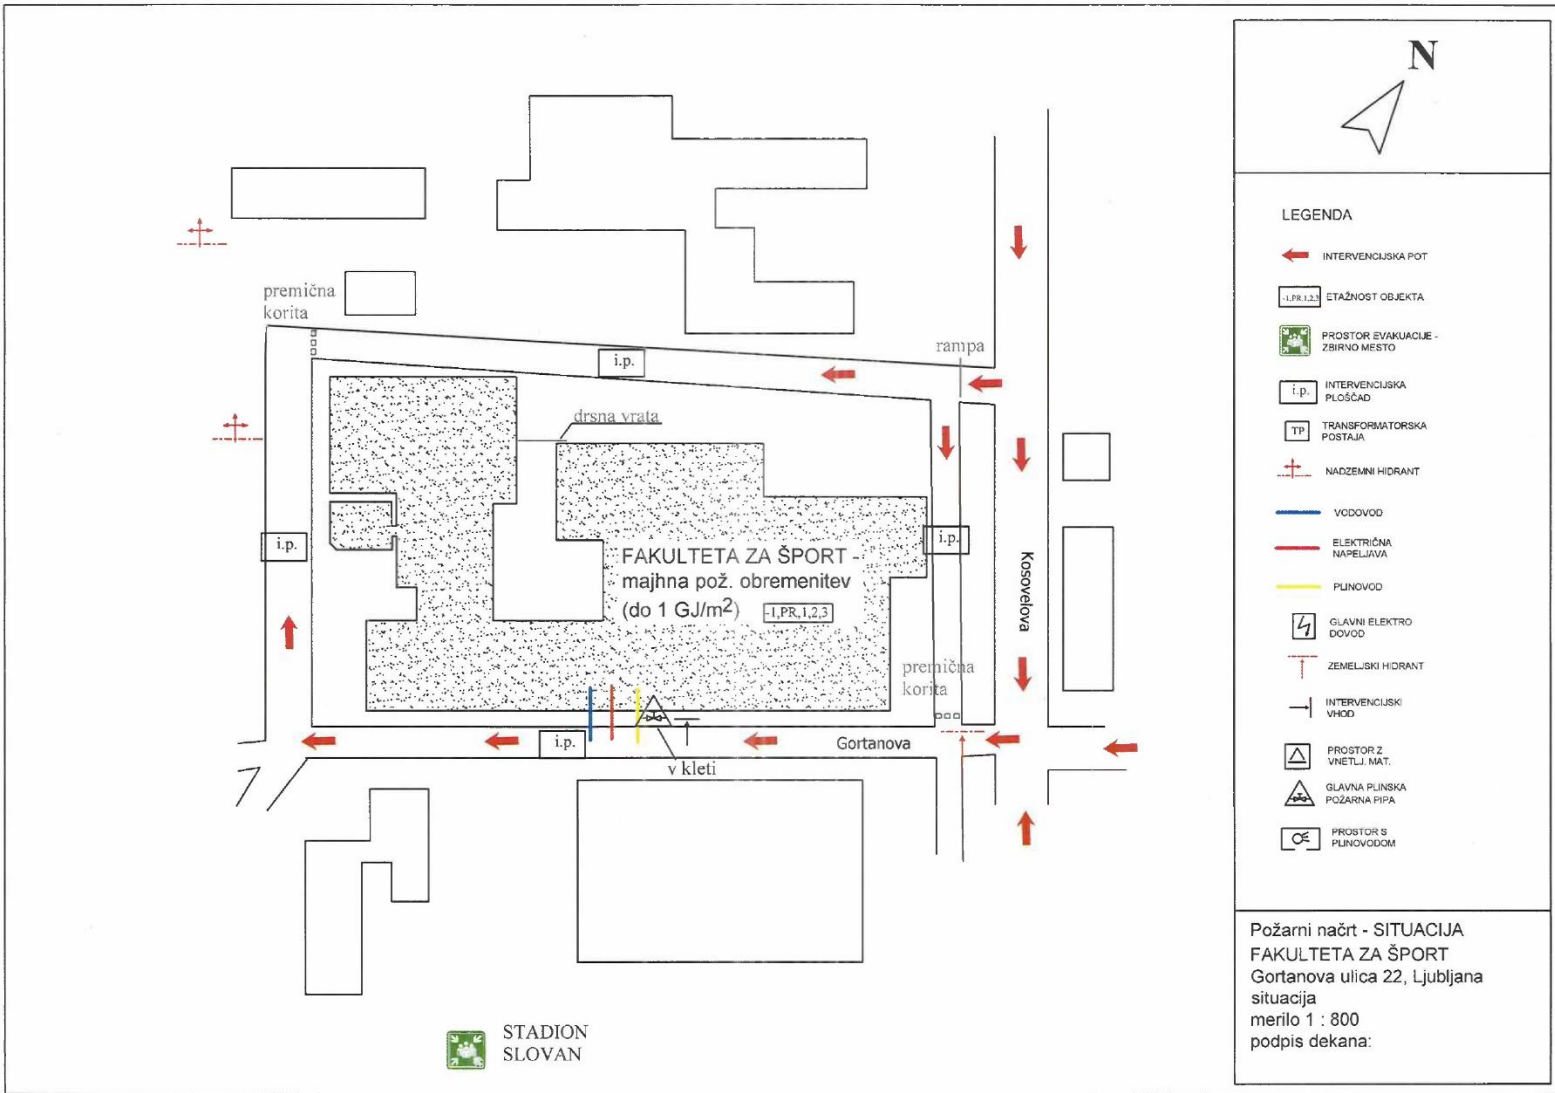 N
premična
korita
i.p.
rampa
drsna vrata
i.p.
i.p.
FAKULTETA ZA ŠPORT -
majhna pož. obremenitev
(do 1 GJ/m²)
-1,PR,1,2,3
Kosovelova
premična
korita
i.p.
Gortanova
v kleti
STADION
SLOVAN
LEGENDA
INTERVENCIJSKA POT
-1,PR,1,2,3
ETAŽNOST OBJEKTA
PROSTOR EVAKUACIJE -
ZBIRNO MESTO
i.p.
INTERVENCIJSKA
PLOŠČAD
TP
TRANSFORMATORSKA
POSTAJA
NADZEMNI HIDRANT
VODOVOD
ELEKTRIČNA
NAPELJAVA
PLINOVOD
GLAVNI ELEKTRO
DOVOD
ZEMELJSKI HIDRANT
INTERVENCIJSKI
VHOD
PROSTOR Z
VNETLJ. MAT.
GLAVNA PLINSKA
POŽARNA PIPA
PROSTOR S
PLINOVODOM
Požarni načrt - SITUACIJA
FAKULTETA ZA ŠPORT
Gortanova ulica 22, Ljubljana
situacija
merilo 1 : 800
podpis dekana: